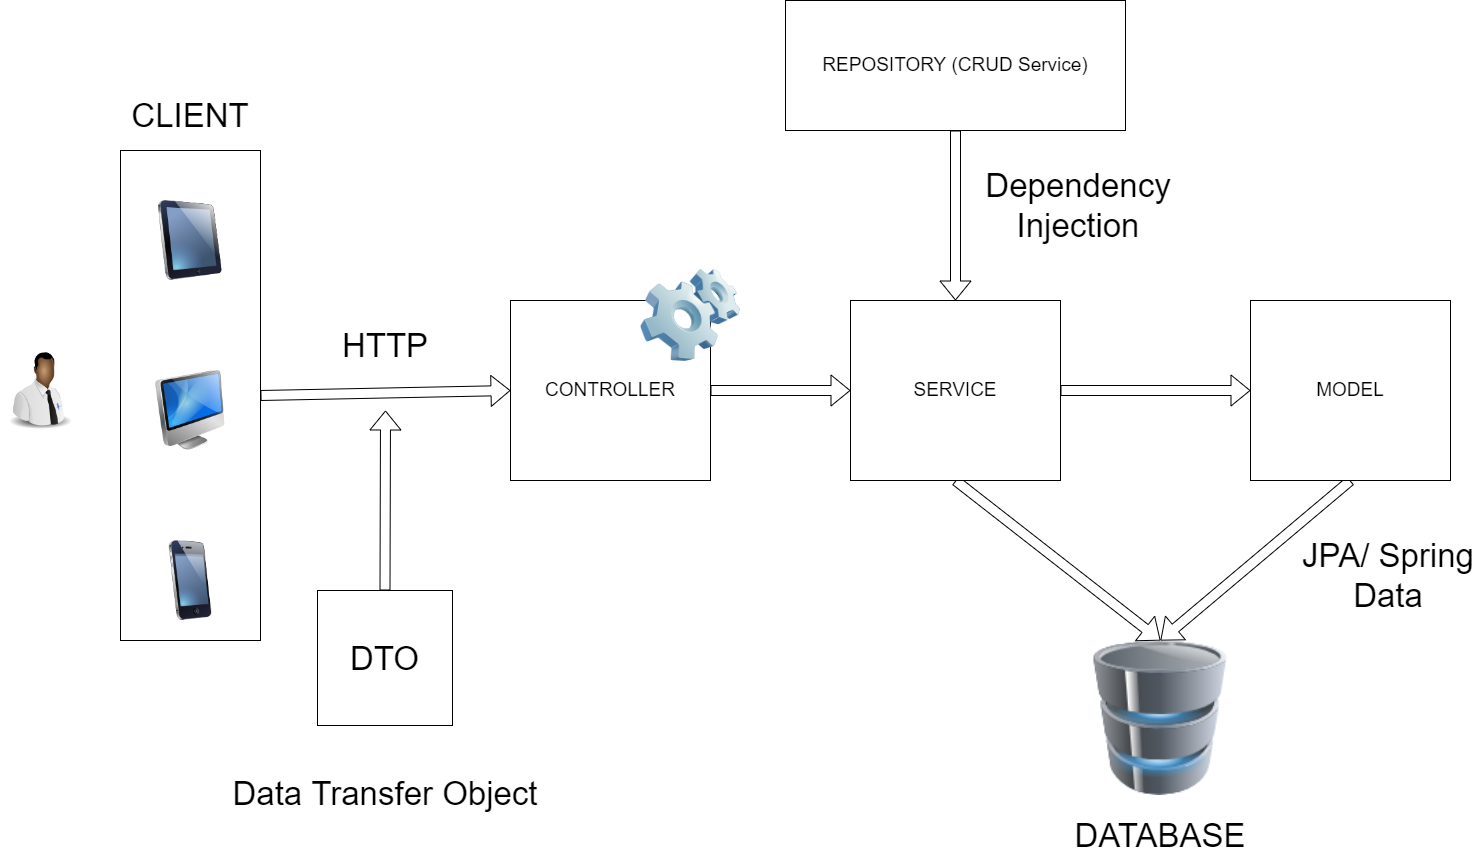 REPOSITORY (CRUD Service)
CLIENT
Dependency
Injection
HTTP
CONTROLLER
SERVICE
MODEL
JPA/ Spring
Data
DTO
Data Transfer Object
DATABASE